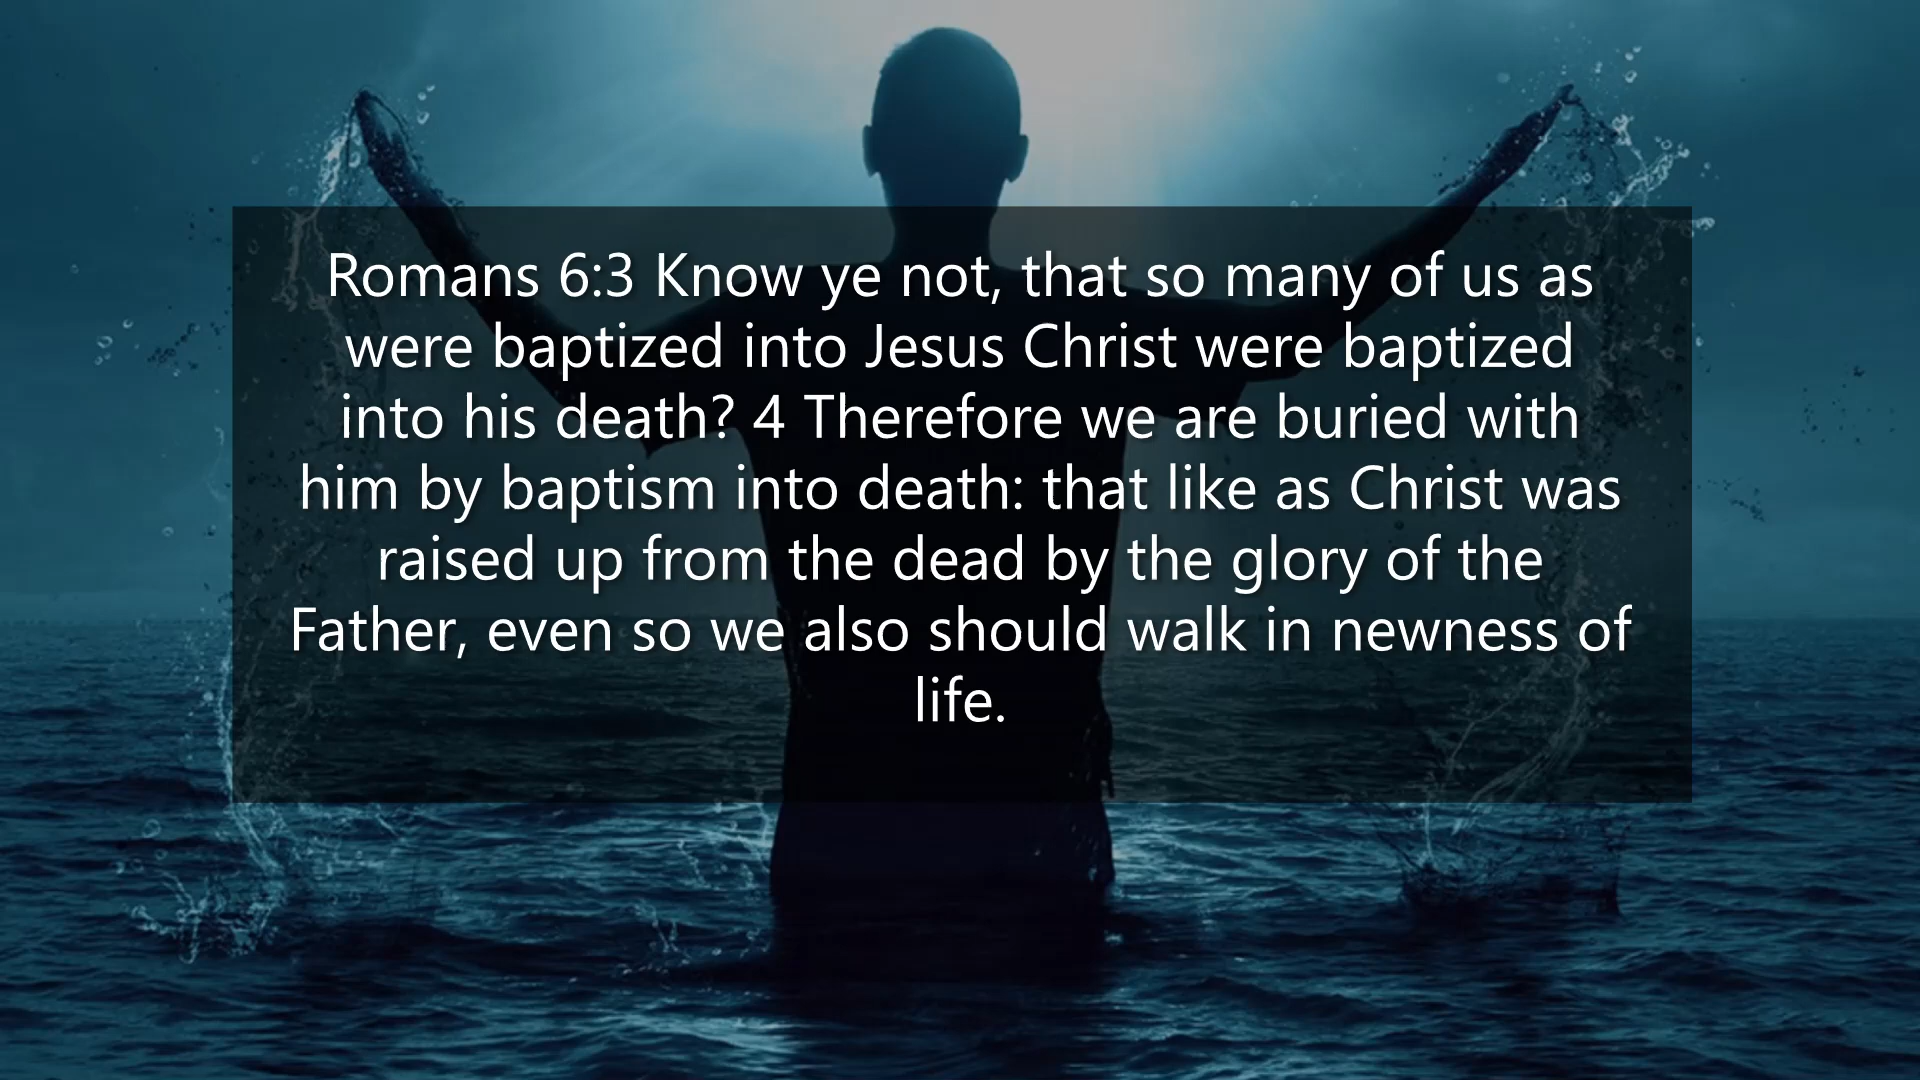 Romans 6:3 Know ye not, that so many of us as
were baptized into Jesus Christ were baptized
into his death? 4 Therefore we are buried with
him by baptism into death: that like as Christ was
raised up from the dead by the glory of the
Father, even so we also should walk in newness of
life.